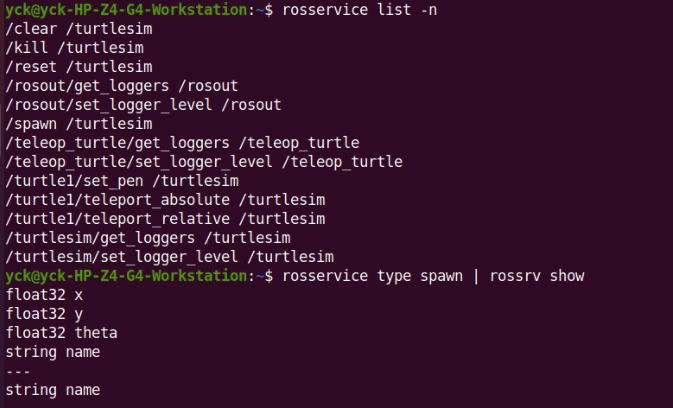 yck@yck-HP-Z4-G4-Workstation:~$ rosservice list -n
/clear /turtlesim
/kill /turtlesim
/reset /turtlesim
/rosout/get_loggers /rosout
/rosout/set_logger_level /rosout
/spawn /turtlesim
/teleop_turtle/get_loggers /teleop_turtle
/teleop_turtle/set_logger_level /teleop_turtle
/turtle1/set_pen /turtlesim
/turtle1/teleport_absolute /turtlesim
/turtle1/teleport_relative /turtlesim
/turtlesim/get_loggers /turtlesim
/turtlesim/set_logger_level /turtlesim
yck@yck-HP-Z4-G4-Workstation:~$ rosservice type spawn | rossrv show
float32 x
float32 y
float32 theta
string name
---
string name